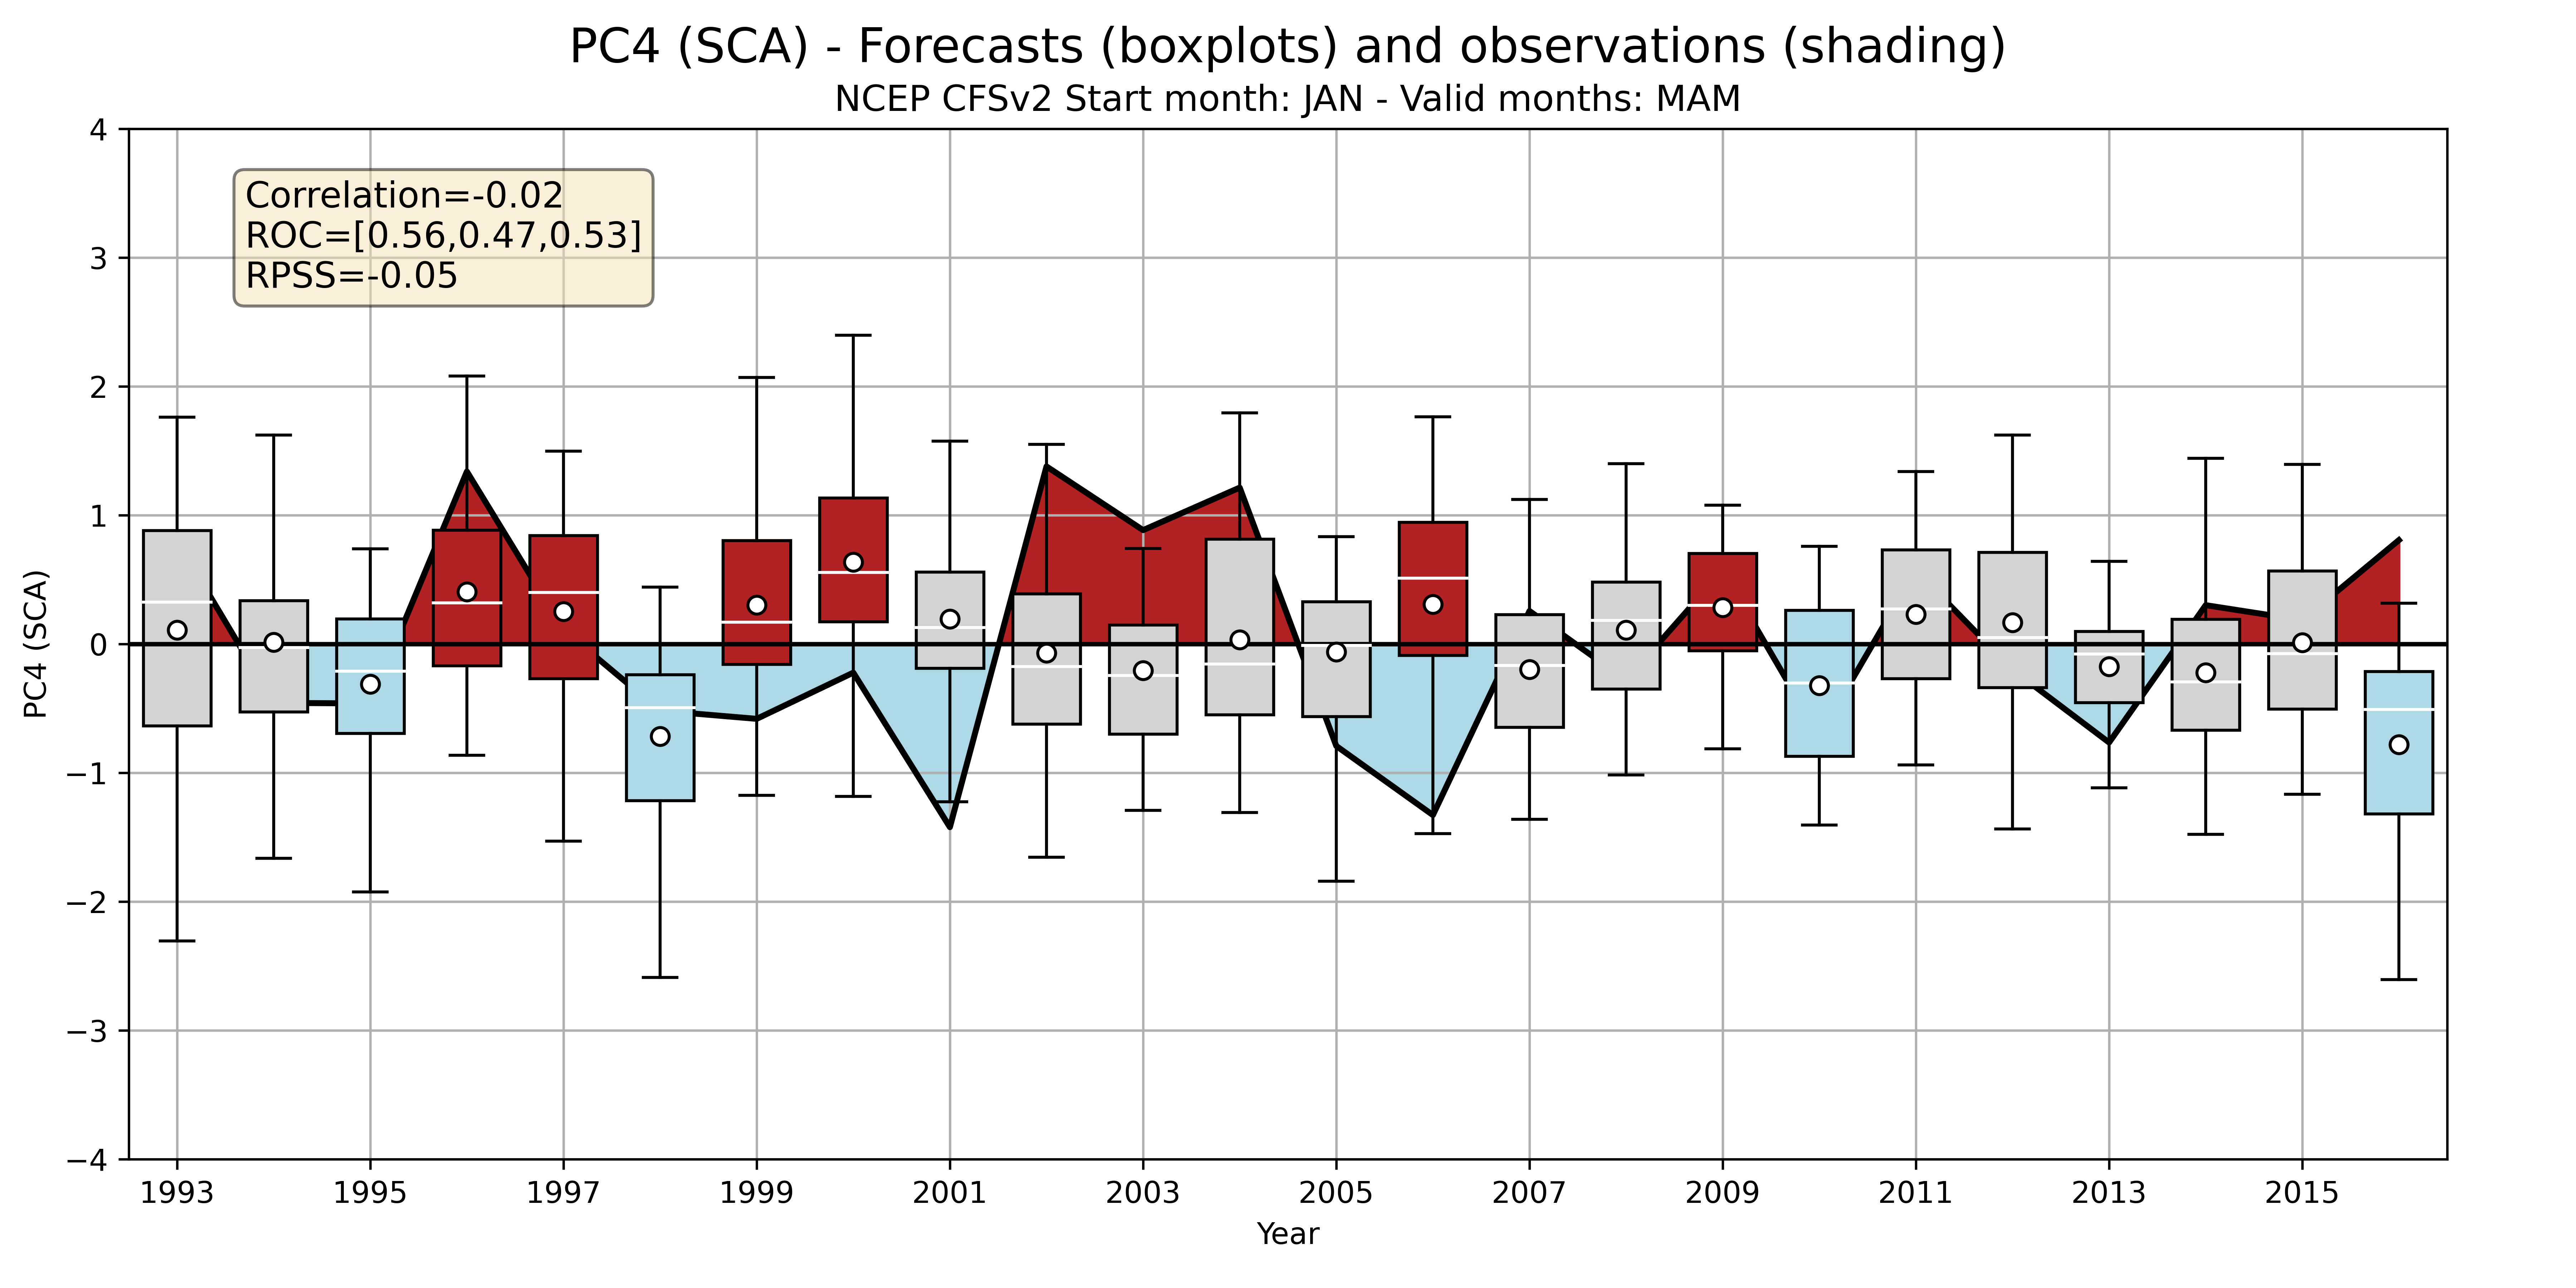 PC4 (SCA) - Forecasts (boxplots) and observations (shading)
NCEP CFSv2 Start month: JAN - Valid months: MAM
Correlation=-0.02
ROC=[0.56,0.47,0.53]
RPSS=-0.05
PC4 (SCA)
4
3
2
1
0
−1
−2
−3
−4
1993 1995 1997 1999 2001 2003 2005 2007 2009 2011 2013 2015
Year